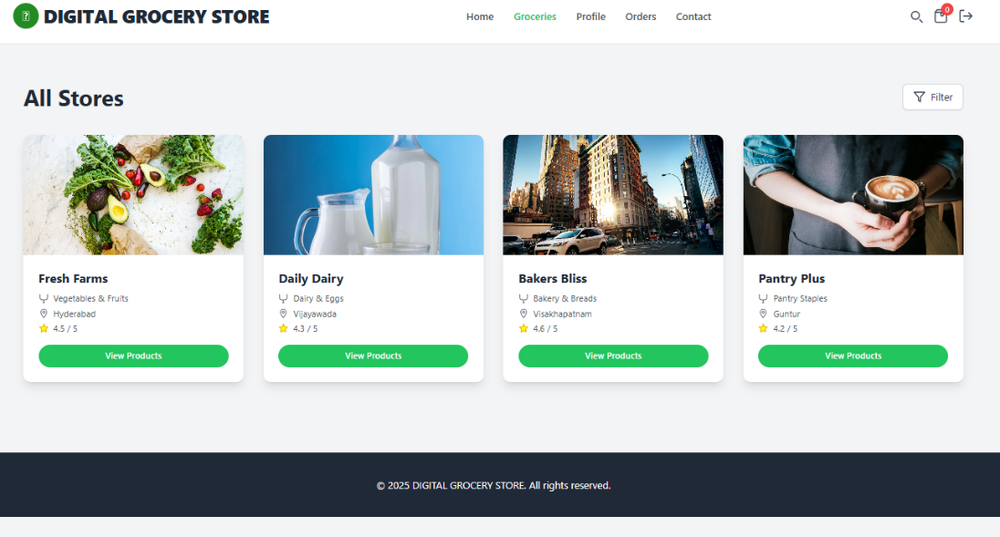 DIGITAL GROCERY STORE
Home Groceries Profile Orders Contact
0
All Stores
Filter
Fresh Farms
Vegetables & Fruits
Hyderabad
4.5 / 5
View Products
Daily Dairy
Dairy & Eggs
Vijayawada
4.3 / 5
View Products
Bakers Bliss
Bakery & Breads
Visakhapatnam
4.6 / 5
View Products
Pantry Plus
Pantry Staples
Guntur
4.2 / 5
View Products
© 2025 DIGITAL GROCERY STORE. All rights reserved.